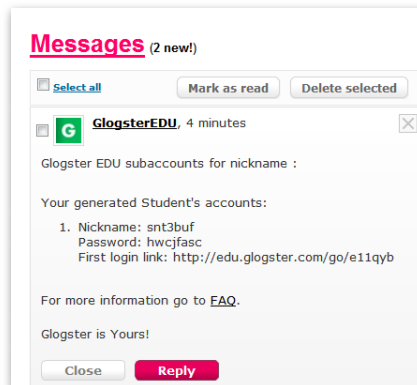 Messages (2 new!)
Select all Mark as read Delete selected
G GlogsterEDU, 4 minutes
Glogster EDU subaccounts for nickname :
Your generated Student's accounts:
1. Nickname: snt3buf
Password: hwcjfasc
First login link: http://edu.glogster.com/go/e11qyb
For more information go to FAQ.
Glogster is Yours!
Close Reply